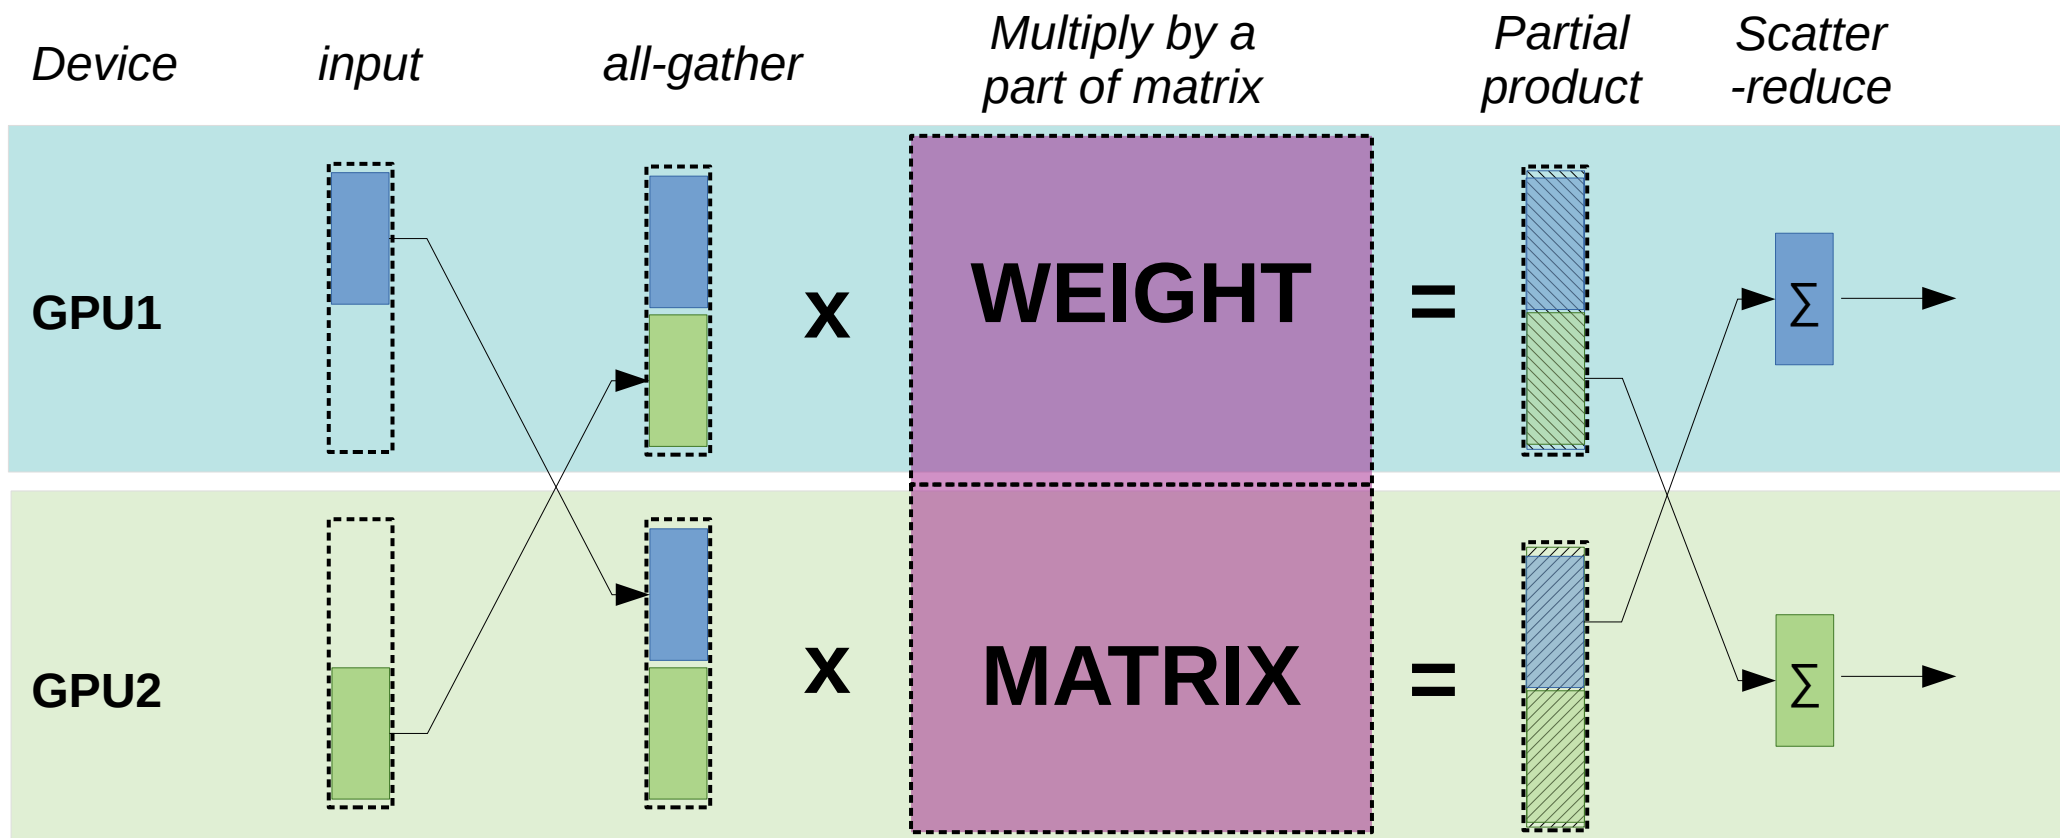 Device
input
all-gather
Multiply by a
part of matrix
Partial
product
Scatter
-reduce
GPU1
x
WEIGHT
=
∑
GPU2
x
MATRIX
=
∑